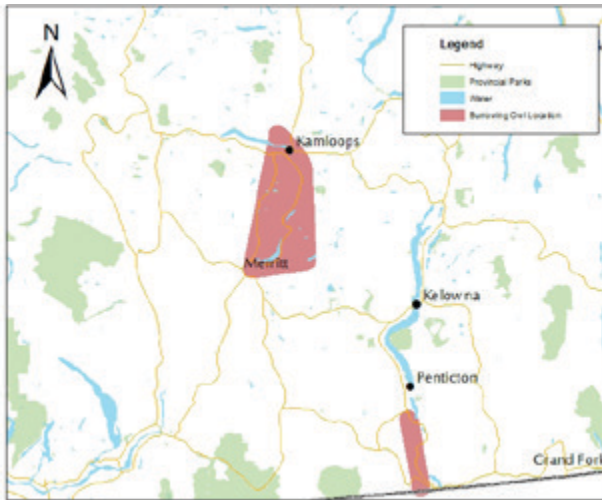 N
Legend
Highway
Provincial Parks
Water
Burrowing Owl Location
Kamloops
Merritt
Kelowna
Penticton
Grand Fork